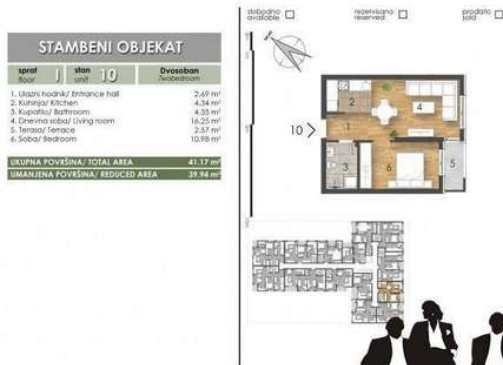 STAMBENI OBJEKAT
sprat floor I stan unit 10 Dvosoban Twobedroom
1. Ulazni hodnik/ Entrance hall 2,69 m²
2. Kuhinja/ Kitchen 4,34 m²
3. Kupatilo/ Bathroom 4,33 m²
4. Dnevna soba/ Living room 16,25 m²
5. Terasa/ Terrace 2,57 m²
6. Soba/ Bedroom 10,98 m²
UKUPNA POVRŠINA/ TOTAL AREA 41.17 m²
UMANJENA POVRŠINA/ REDUCED AREA 39.94 m²
slobodno available
rezervisano reserved
prodato sold
2
4
10
1
3
6
5